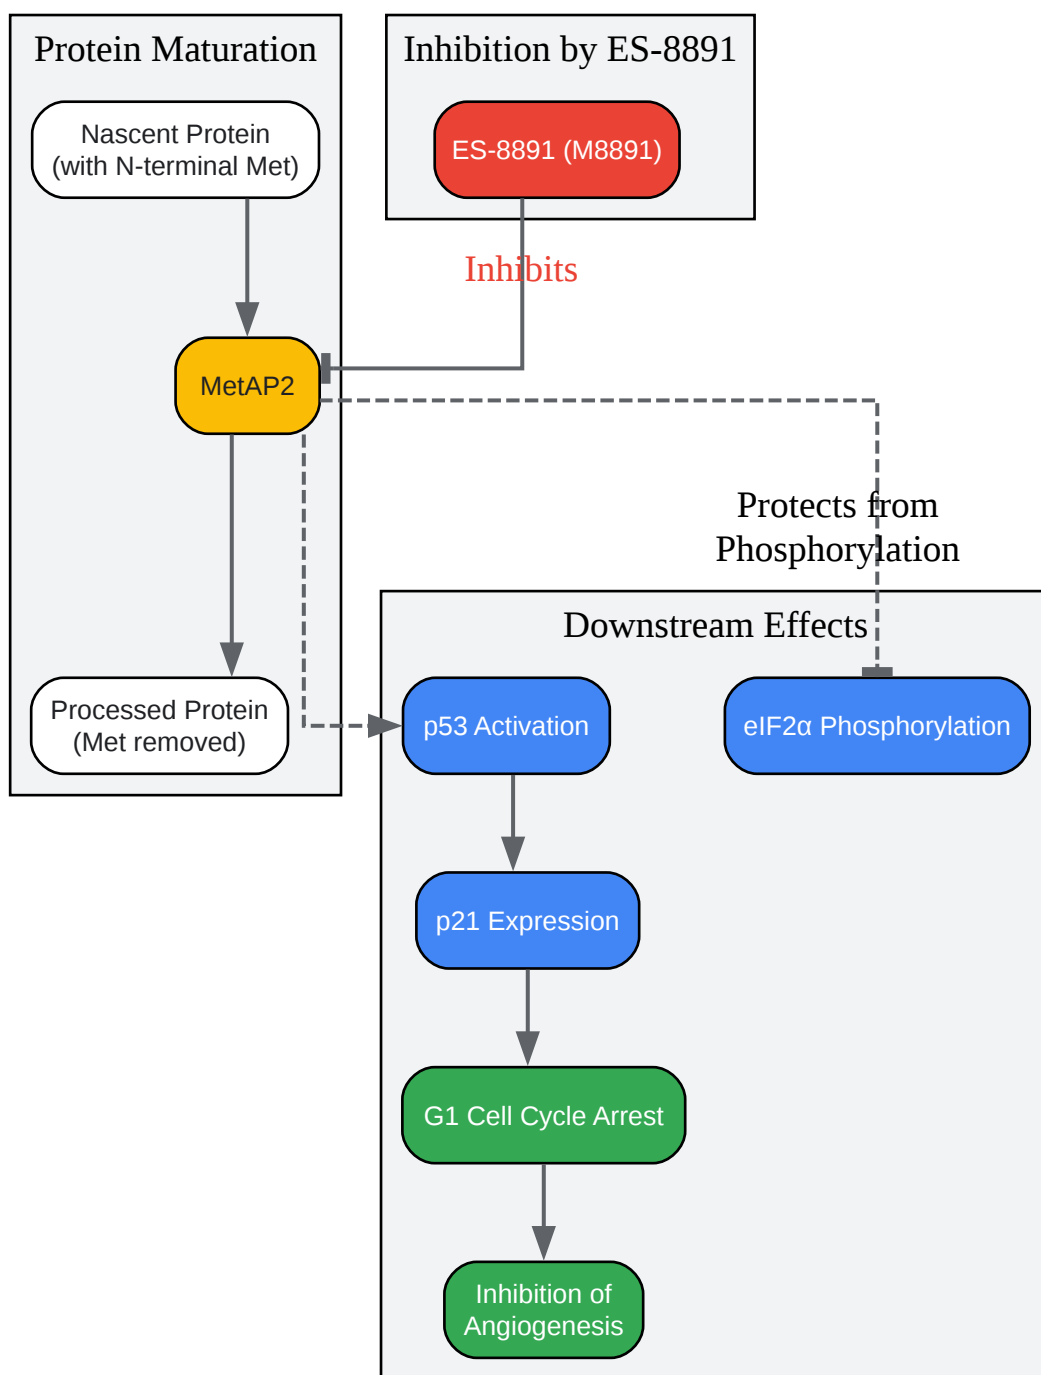 Protein Maturation
Nascent Protein
(with N-terminal Met)
MetAP2
Processed Protein
(Met removed)
Inhibition by ES-8891
ES-8891 (M8891)
Inhibits
Protects from
Phosphorylation
Downstream Effects
p53 Activation
eIF2α Phosphorylation
p21 Expression
G1 Cell Cycle Arrest
Inhibition of
Angiogenesis